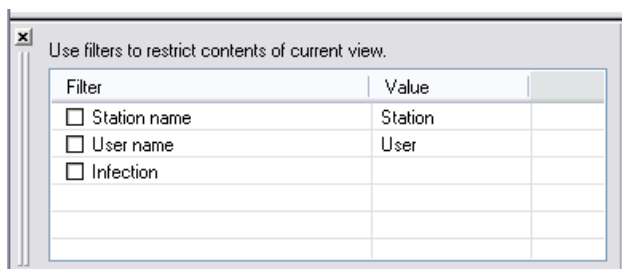 Use filters to restrict contents of current view.
Filter Value
Station name Station
User name User
Infection